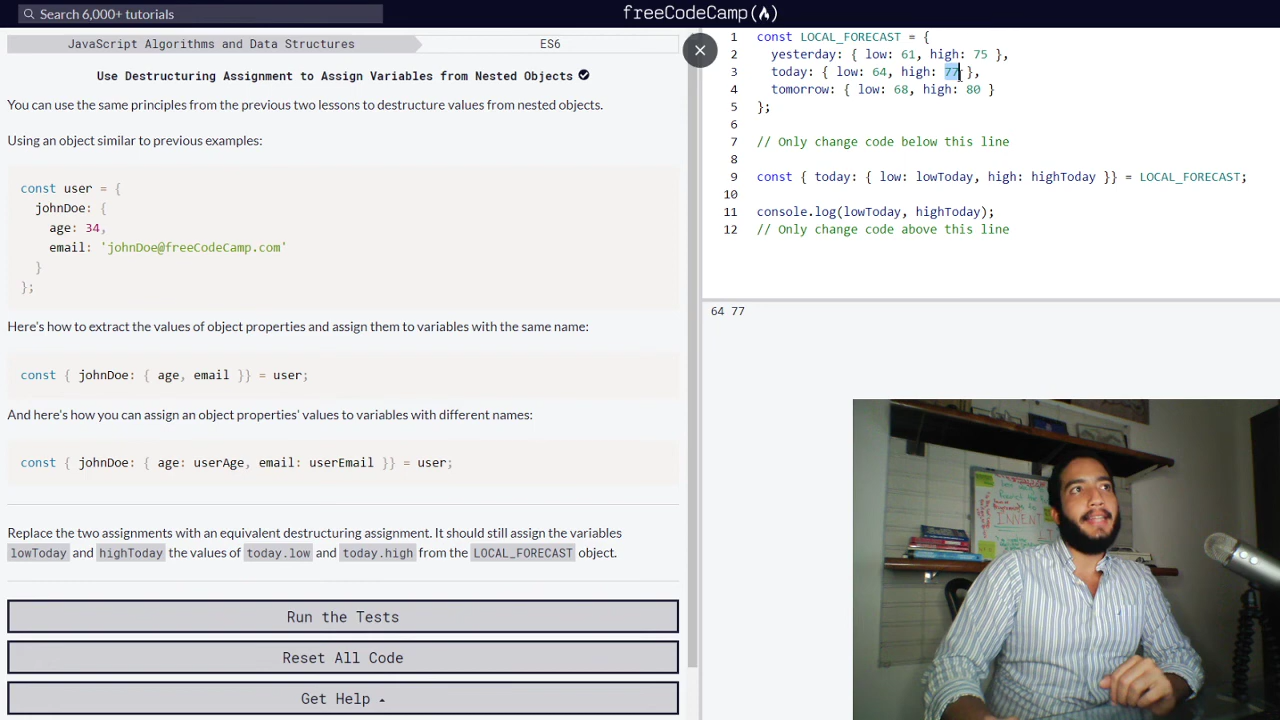 Search 6,000+ tutorials
freeCodeCamp
JavaScript Algorithms and Data Structures
ES6
Use Destructuring Assignment to Assign Variables from Nested Objects
You can use the same principles from the previous two lessons to destructure values from nested objects.
Using an object similar to previous examples:
const user = {
johnDoe: {
age: 34,
email: 'johnDoe@freeCodeCamp.com'
}
};
Here's how to extract the values of object properties and assign them to variables with the same name:
const { johnDoe: { age, email }} = user;
And here's how you can assign an object properties' values to variables with different names:
const { johnDoe: { age: userAge, email: userEmail }} = user;
Replace the two assignments with an equivalent destructuring assignment. It should still assign the variables
lowToday and highToday the values of today.low and today.high from the LOCAL_FORECAST object.
Run the Tests
Reset All Code
Get Help
1 const LOCAL_FORECAST = {
2 yesterday: { low: 61, high: 75 },
3 today: { low: 64, high: 77 },
4 tomorrow: { low: 68, high: 80 }
5 };
6
7 // Only change code below this line
8
9 const { today: { low: lowToday, high: highToday }} = LOCAL_FORECAST;
10
11 console.log(lowToday, highToday);
12 // Only change code above this line
64 77
INVENT